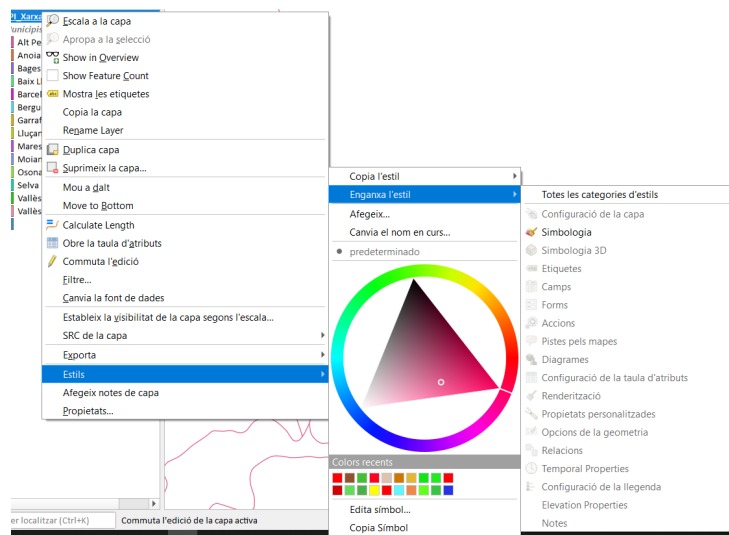 PI_Xarxa
Municipis
Alt Pe
Anoia
Bages
Baix Ll
Barcel
Bergu
Garraf
Lluçan
Mares
Moian
Osona
Selva
Vallès
Vallès
Escala a la capa
Apropa a la selecció
Show in Overview
Show Feature Count
abc Mostra les etiquetes
Copia la capa
Rename Layer
Duplica capa
Suprimeix la capa...
Mou a dalt
Move to Bottom
Calculate Length
Obre la taula d'atributs
Commuta l'edició
Filtre...
Canvia la font de dades
Estableix la visibilitat de la capa segons l'escala...
SRC de la capa
Exporta
Estils
Afegeix notes de capa
Propietats...
Copia l'estil
Enganxa l'estil
Afegeix...
Canvia el nom en curs...
predeterminado
Colors recents
Edita símbol...
Copia Símbol
Totes les categories d'estils
Configuració de la capa
Simbologia
Simbologia 3D
Etiquetes
Camps
Forms
Accions
Pistes pels mapes
Diagrames
Configuració de la taula d'atributs
Renderització
Propietats personalitzades
Opcions de la geometria
Relacions
Temporal Properties
Configuració de la llegenda
Elevation Properties
Notes
er localitzar (Ctrl+K)
Commuta l'edició de la capa activa